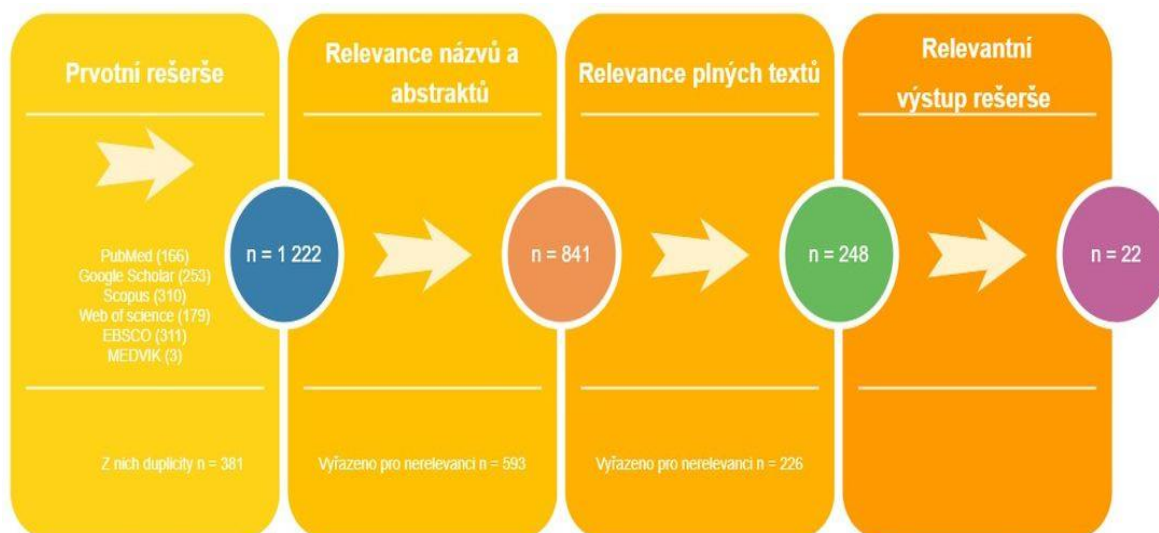 Prvotní rešerše
PubMed (166)
Google Scholar (253)
Scopus (310)
Web of science (179)
EBSCO (311)
MEDVIK (3)
Z nich duplicity n = 381
n = 1 222
Relevance názvů a
abstraktů
Vyřazeno pro nerelevanci n = 593
n = 841
Relevance plných textů
Vyřazeno pro nerelevanci n = 226
n = 248
Relevantní
výstup rešerše
n = 22